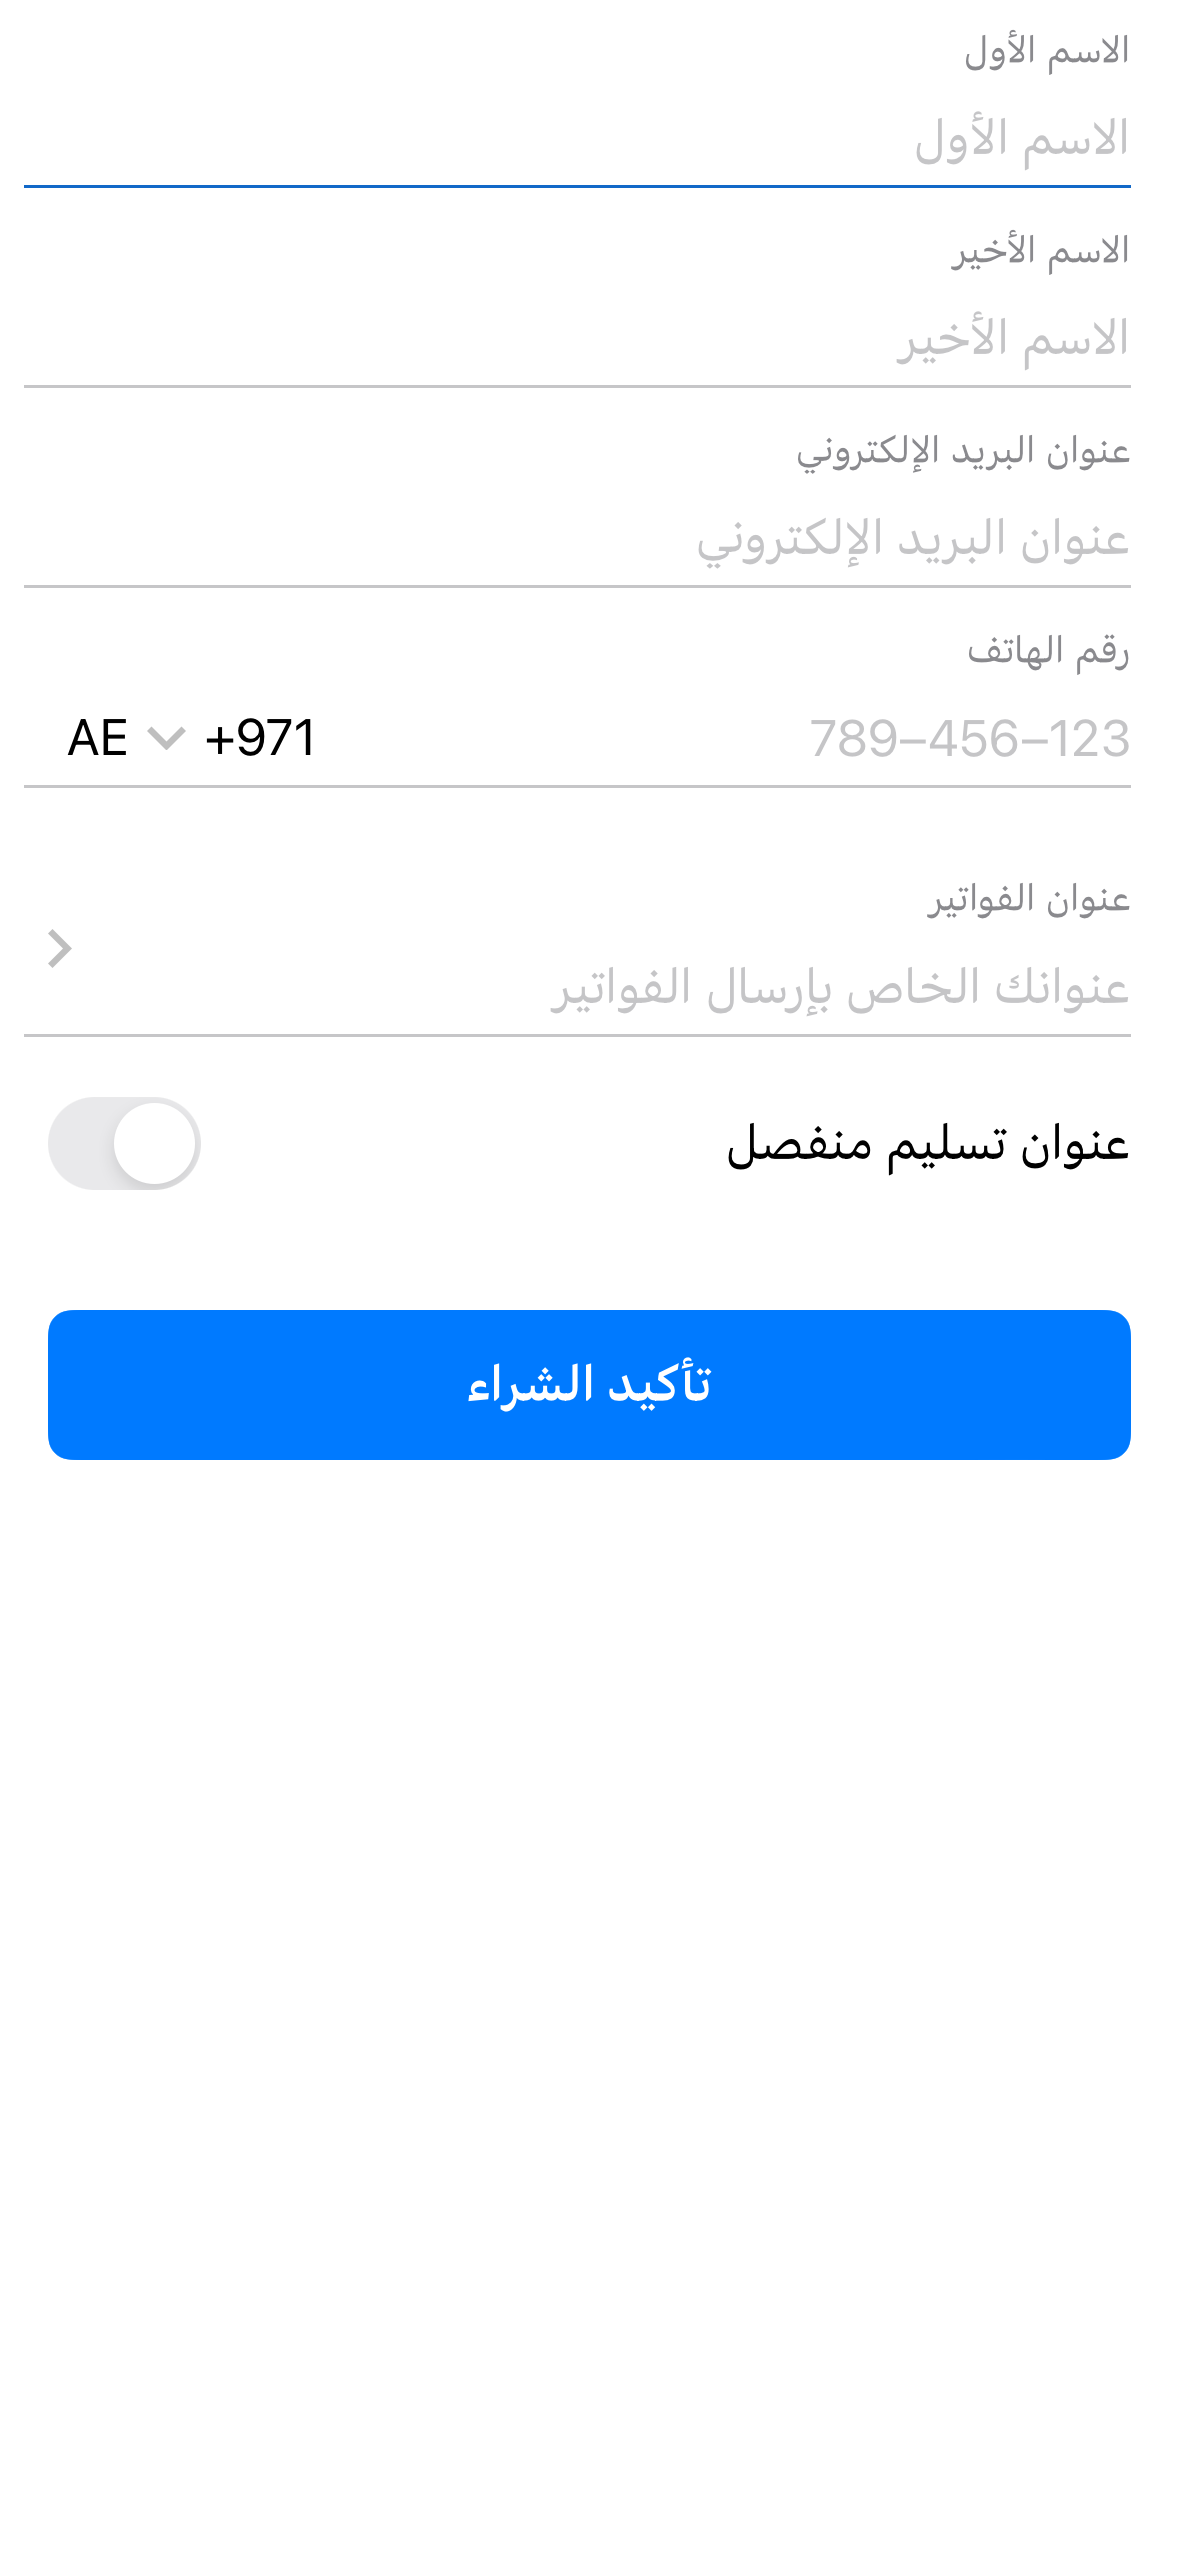 الاسم الأول
الاسم الأول
الاسم الأخير
الاسم الأخير
عنوان البريد الإلكتروني
عنوان البريد الإلكتروني
رقم الهاتف
789-456-123
AE +971
عنوان الفواتير
عنوانك الخاص بإرسال الفواتير
عنوان تسليم منفصل
تأكيد الشراء